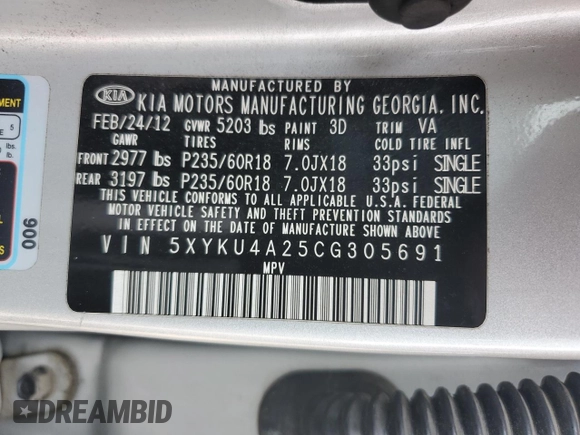 MANUFACTURED BY
KIA KIA MOTORS MANUFACTURING GEORGIA, INC.
FEB/24/12 GVWR 5203 lbs PAINT 3D TRIM VA
GAWR TIRES RIMS COLD TIRE INFL
FRONT 2977 lbs P235/60R18 7.0JX18 33psi SINGLE
REAR 3197 lbs P235/60R18 7.0JX18 33psi SINGLE
THIS VEHICLE CONFORMS TO ALL APPLICABLE U.S.A. FEDERAL
MOTOR VEHICLE SAFETY AND THEFT PREVENTION STANDARDS
IN EFFECT ON THE DATE OF MANUFACTURE SHOWN ABOVE.
VIN 5XYKU4A25CG305691
MPV
006
DREAMBID